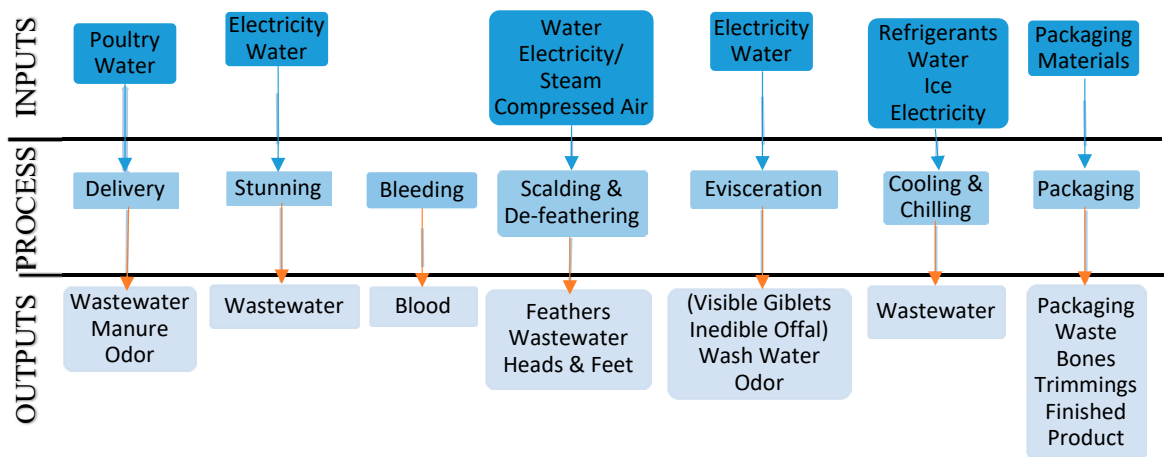 INPUTS
Poultry
Water
Electricity
Water
Water
Electricity/
Steam
Compressed Air
Electricity
Water
Refrigerants
Water
Ice
Electricity
Packaging
Materials
PROCESS
Delivery
Stunning
Bleeding
Scalding &
De-feathering
Evisceration
Cooling &
Chilling
Packaging
OUTPUTS
Wastewater
Manure
Odor
Wastewater
Blood
Feathers
Wastewater
Heads & Feet
(Visible Giblets
Inedible Offal)
Wash Water
Odor
Wastewater
Packaging
Waste
Bones
Trimmings
Finished
Product